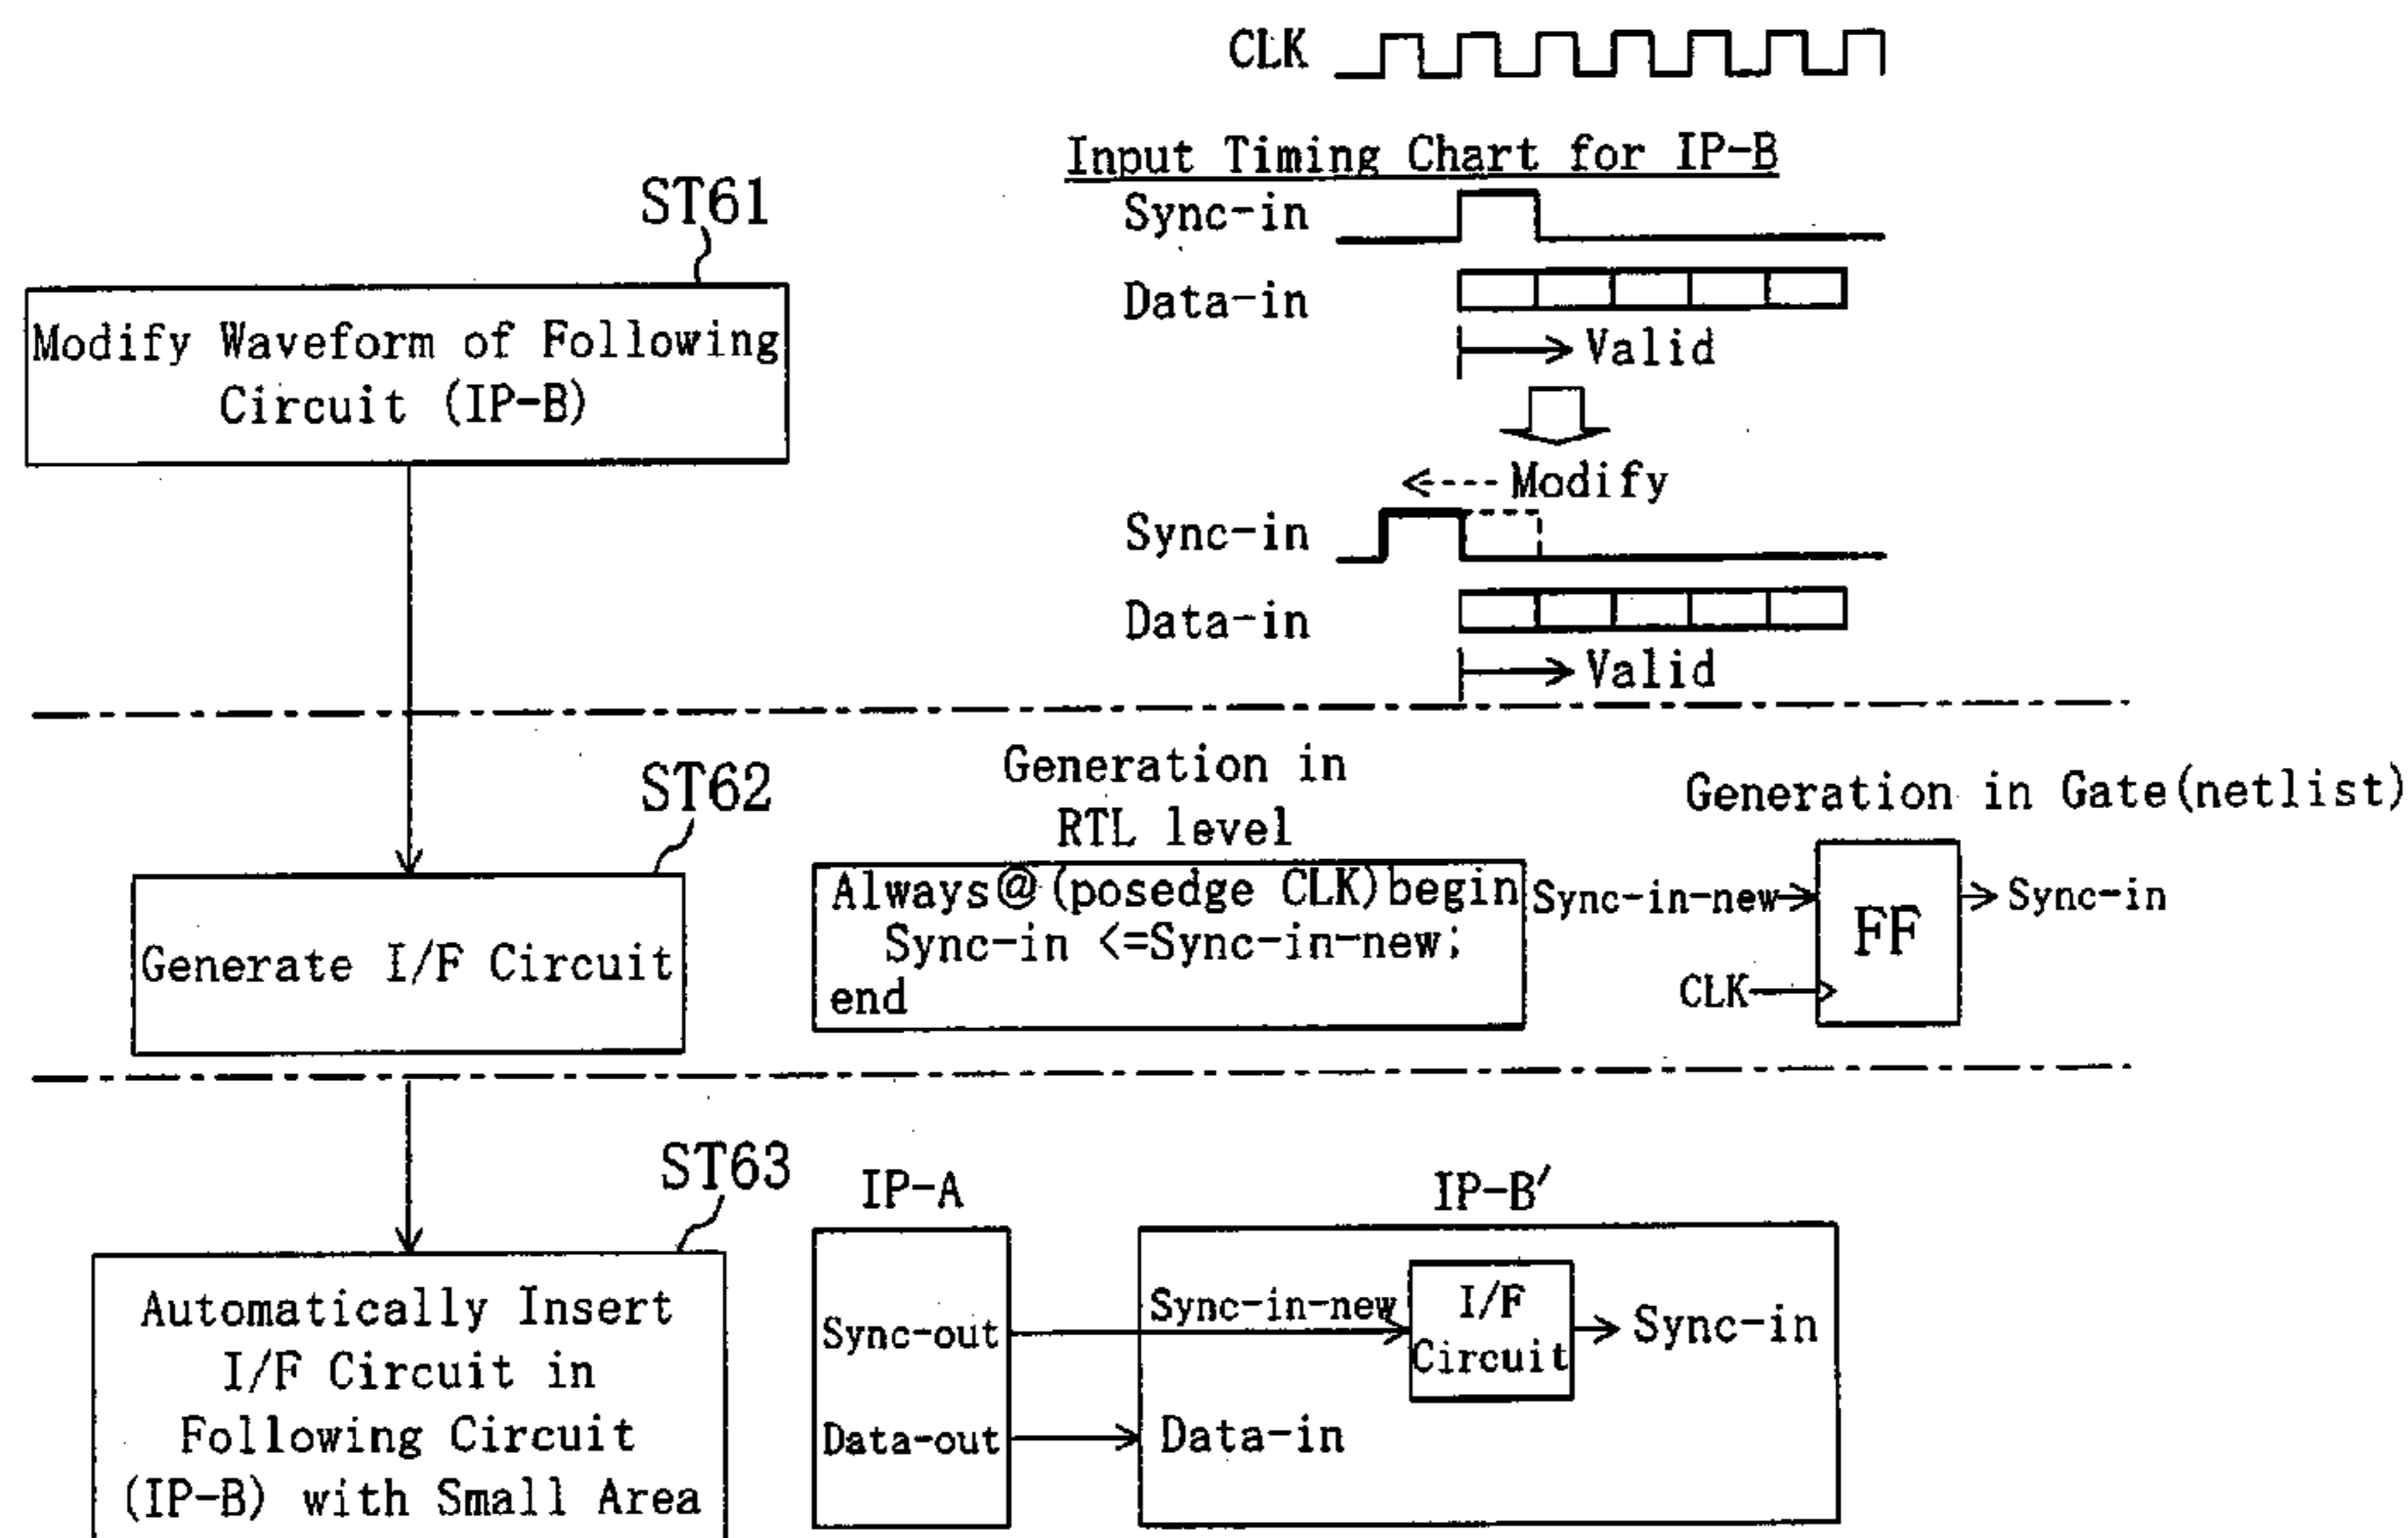 CLK
Input Timing Chart for IP-B
ST61
Sync-in
Data-in
Valid
Modify Waveform of Following
Circuit (IP-B)
Modify
Sync-in
Data-in
Valid
ST62
Generate I/F Circuit
Generation in
RTL level
Always@(posedge CLK)begin
Sync-in <=Sync-in-new;
end
Generation in Gate(netlist)
Sync-in-new
FF
Sync-in
CLK
ST63
Automatically Insert
I/F Circuit in
Following Circuit
(IP-B) with Small Area
IP-A
Sync-out
Data-out
IP-B′
Sync-in-new
I/F
Circuit
Sync-in
Data-in